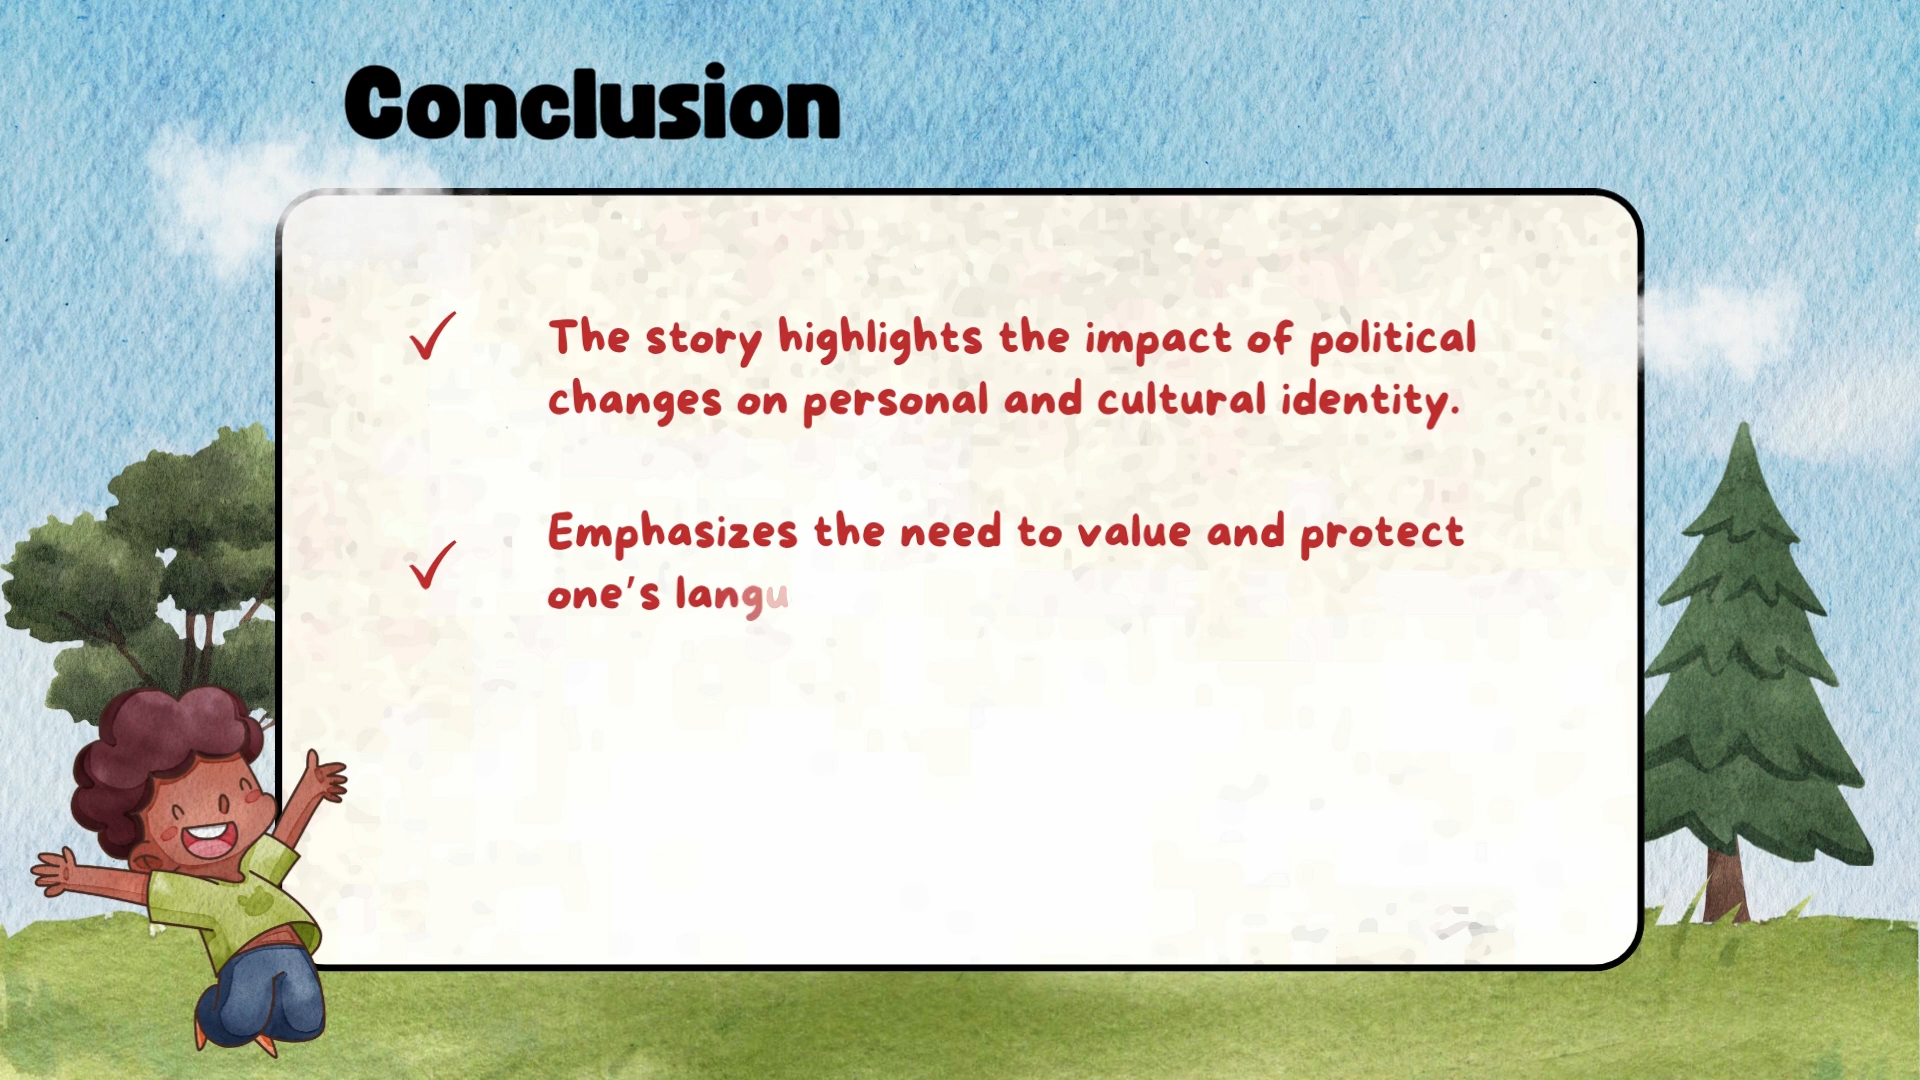 Conclusion
The story highlights the impact of political
changes on personal and cultural identity.
Emphasizes the need to value and protect
one's langu